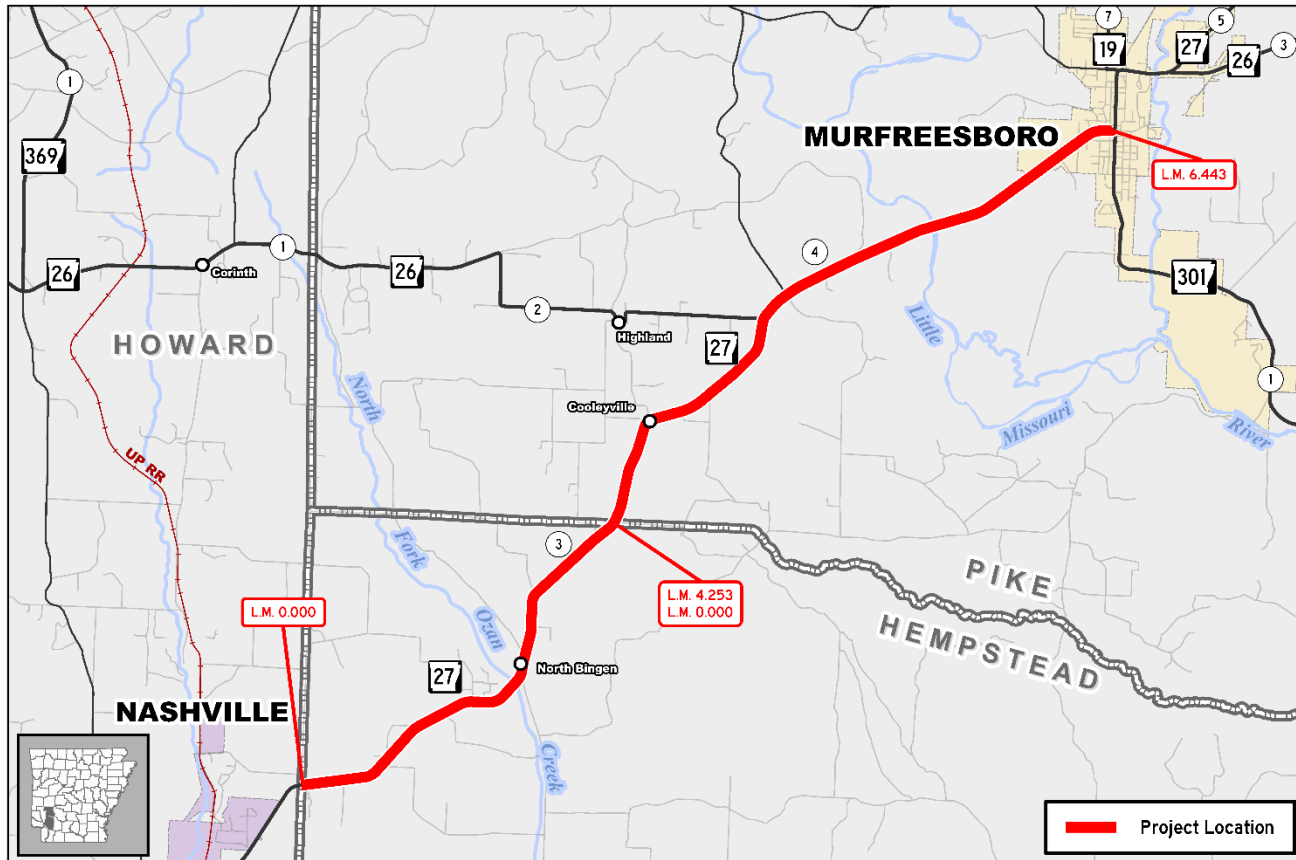 7
5
19
27
3
26
1
369
MURFREESBORO
L.M. 6.443
1
26
Corinth
26
4
301
2
Highland
HOWARD
27
Little
Missouri
River
1
North
Fork
Ozan
Creek
Cooleyville
UP RR
3
L.M. 4.253
L.M. 0.000
PIKE
HEMPSTEAD
L.M. 0.000
North Bingen
27
NASHVILLE
Project Location